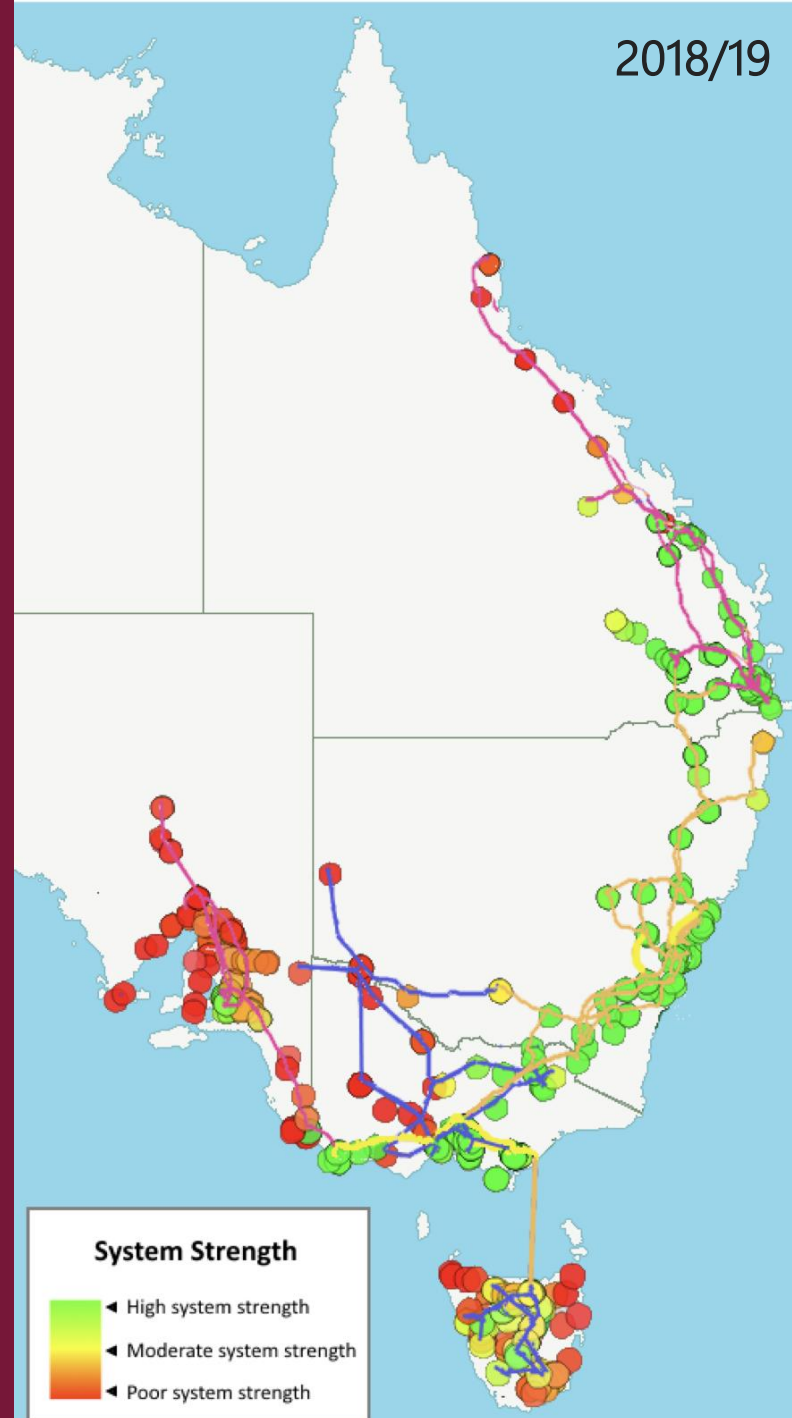 2018/19
System Strength
High system strength
Moderate system strength
Poor system strength